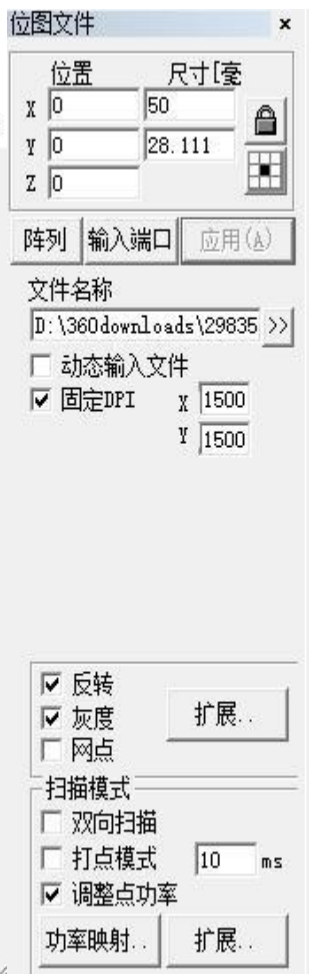 位图文件 ×
位置 尺寸[毫
X 0 50
Y 0 28.111
Z 0
阵列 输入端口 应用(A)
文件名称
D:\360downloads\29835 >>
动态输入文件
固定DPI X 1500
Y 1500
反转
灰度 扩展..
网点
扫描模式
双向扫描
打点模式 10 ms
调整点功率
功率映射.. 扩展..